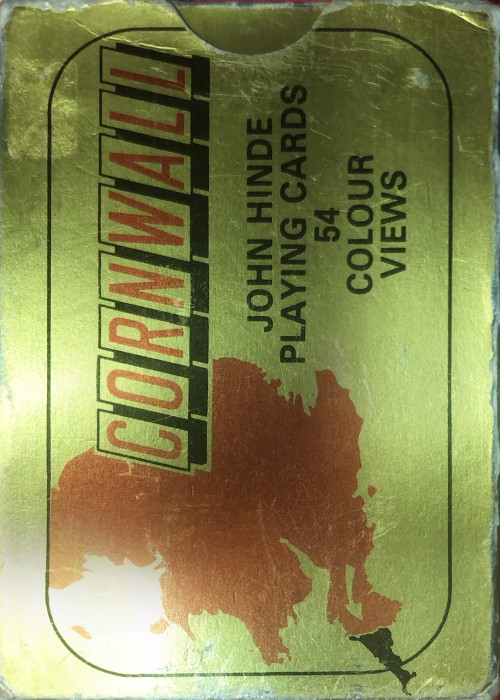 CORNWALL
JOHN HINDE
PLAYING CARDS
54
COLOUR
VIEWS